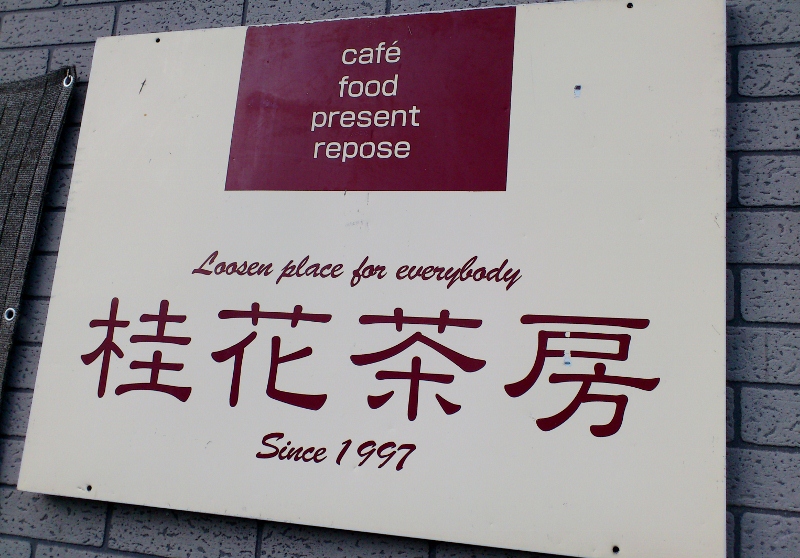 café
food
present
repose
Loosen place for everybody
桂花茶房
Since 1997